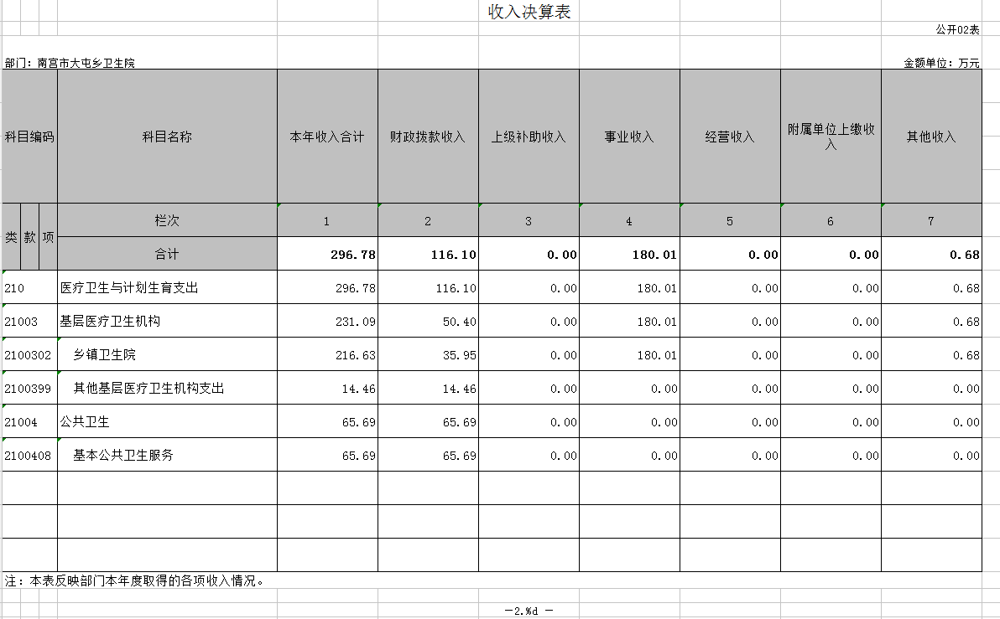 收入决算表
公开02表
部门：南宫市大屯乡卫生院 金额单位：万元
科目编码 科目名称 本年收入合计 财政拨款收入 上级补助收入 事业收入 经营收入 附属单位上缴收入 其他收入
类 款 项 栏次 1 2 3 4 5 6 7
合计 296.78 116.10 0.00 180.01 0.00 0.00 0.68
210 医疗卫生与计划生育支出 296.78 116.10 0.00 180.01 0.00 0.00 0.68
21003 基层医疗卫生机构 231.09 50.40 0.00 180.01 0.00 0.00 0.68
2100302 乡镇卫生院 216.63 35.95 0.00 180.01 0.00 0.00 0.68
2100399 其他基层医疗卫生机构支出 14.46 14.46 0.00 0.00 0.00 0.00 0.00
21004 公共卫生 65.69 65.69 0.00 0.00 0.00 0.00 0.00
2100408 基本公共卫生服务 65.69 65.69 0.00 0.00 0.00 0.00 0.00
注：本表反映部门本年度取得的各项收入情况。
—2.%d —